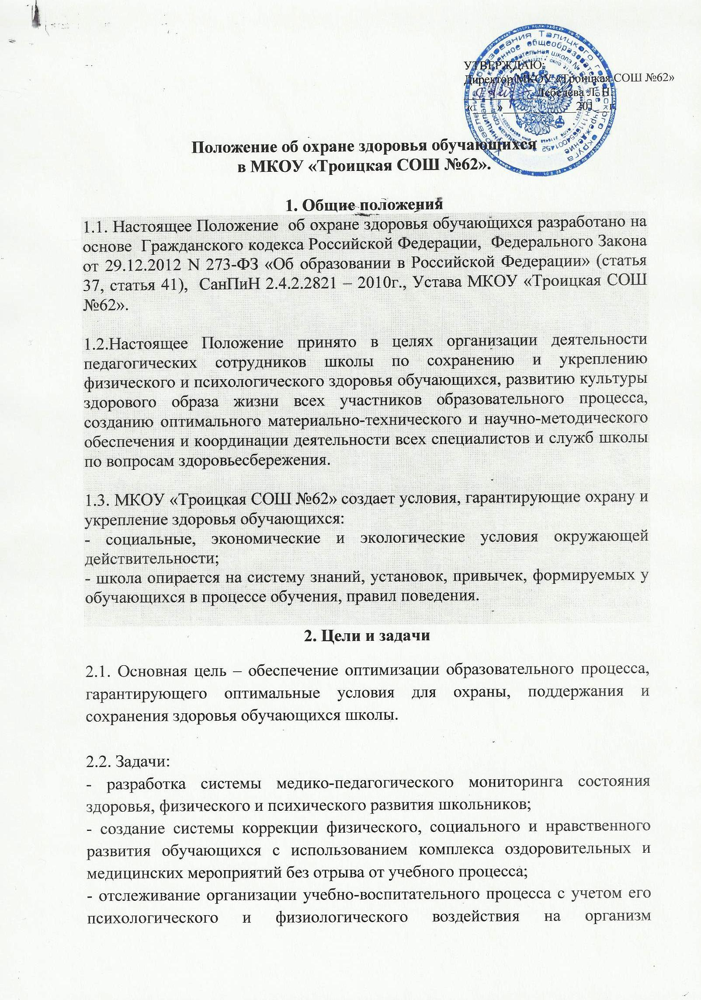 УТВЕРЖДАЮ:
Директор МКОУ «Троицкая СОШ №62»
Лебедева Л. Н.
«____»____________201__г.
Положение об охране здоровья обучающихся
в МКОУ «Троицкая СОШ №62».
1. Общие положения
1.1. Настоящее Положение об охране здоровья обучающихся разработано на
основе Гражданского кодекса Российской Федерации, Федерального Закона
от 29.12.2012 N 273-ФЗ «Об образовании в Российской Федерации» (статья
37, статья 41), СанПиН 2.4.2.2821 – 2010г., Устава МКОУ «Троицкая СОШ
№62».
1.2.Настоящее Положение принято в целях организации деятельности
педагогических сотрудников школы по сохранению и укреплению
физического и психологического здоровья обучающихся, развитию культуры
здорового образа жизни всех участников образовательного процесса,
созданию оптимального материально-технического и научно-методического
обеспечения и координации деятельности всех специалистов и служб школы
по вопросам здоровьесбережения.
1.3. МКОУ «Троицкая СОШ №62» создает условия, гарантирующие охрану и
укрепление здоровья обучающихся:
- социальные, экономические и экологические условия окружающей
действительности;
- школа опирается на систему знаний, установок, привычек, формируемых у
обучающихся в процессе обучения, правил поведения.
2. Цели и задачи
2.1. Основная цель – обеспечение оптимизации образовательного процесса,
гарантирующего оптимальные условия для охраны, поддержания и
сохранения здоровья обучающихся школы.
2.2. Задачи:
- разработка системы медико-педагогического мониторинга состояния
здоровья, физического и психического развития школьников;
- создание системы коррекции физического, социального и нравственного
развития обучающихся с использованием комплекса оздоровительных и
медицинских мероприятий без отрыва от учебного процесса;
- отслеживание организации учебно-воспитательного процесса с учетом его
психологического и физиологического воздействия на организм